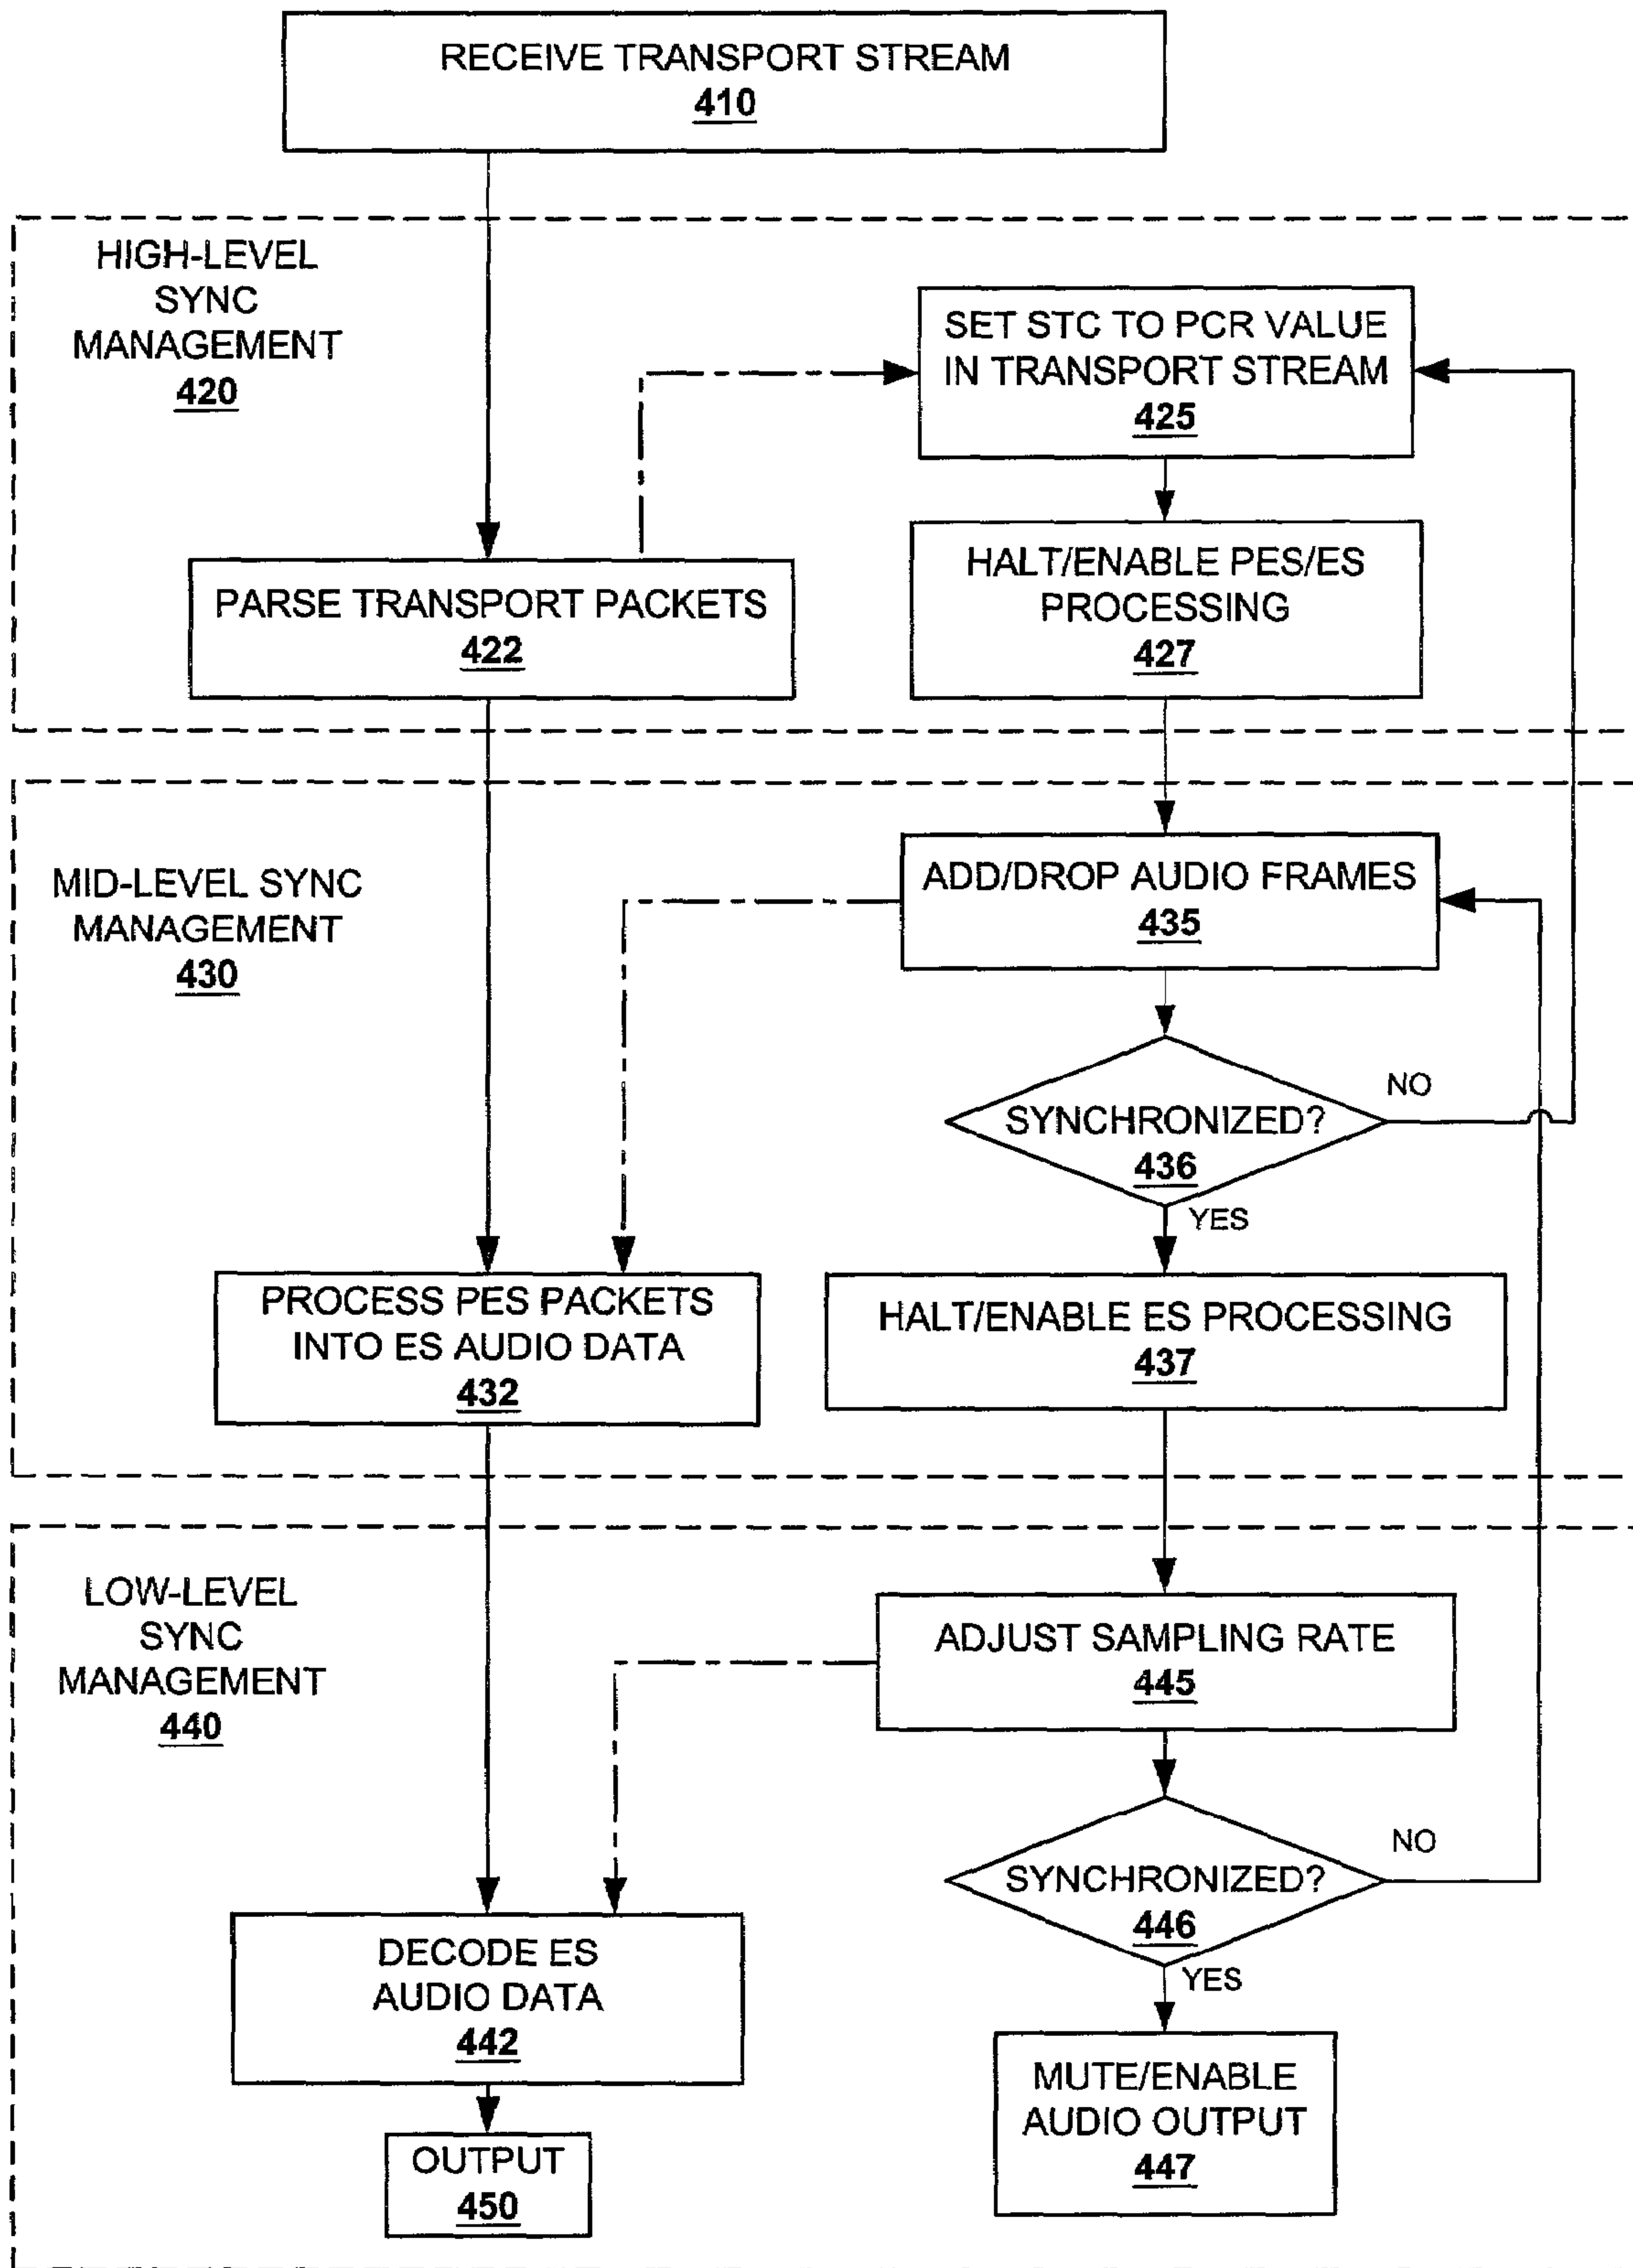 RECEIVE TRANSPORT STREAM
410
HIGH-LEVEL
SYNC
MANAGEMENT
420
SET STC TO PCR VALUE
IN TRANSPORT STREAM
425
PARSE TRANSPORT PACKETS
422
HALT/ENABLE PES/ES
PROCESSING
427
MID-LEVEL SYNC
MANAGEMENT
430
ADD/DROP AUDIO FRAMES
435
SYNCHRONIZED?
436
NO
YES
PROCESS PES PACKETS
INTO ES AUDIO DATA
432
HALT/ENABLE ES PROCESSING
437
LOW-LEVEL
SYNC
MANAGEMENT
440
ADJUST SAMPLING RATE
445
SYNCHRONIZED?
446
NO
YES
DECODE ES
AUDIO DATA
442
MUTE/ENABLE
AUDIO OUTPUT
447
OUTPUT
450